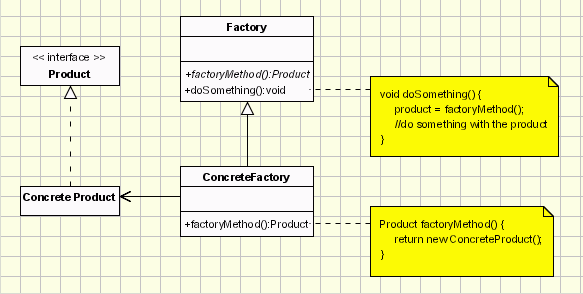 Factory
+factoryMethod():Product
+doSomething():void
<< interface >>
Product
void doSomething() {
product = factoryMethod();
//do something with the product
}
ConcreteFactory
+factoryMethod():Product
Concrete Product
Product factoryMethod() {
return new ConcreteProduct();
}